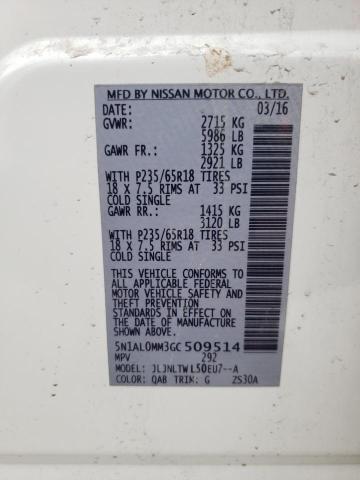 MFD BY NISSAN MOTOR CO., LTD.
DATE: 03/16
GVWR: 2715 KG
5986 LB
GAWR FR.: 1325 KG
2921 LB
WITH P235/65R18 TIRES
18 X 7.5 RIMS AT 33 PSI
COLD SINGLE
GAWR RR.: 1415 KG
3120 LB
WITH P235/65R18 TIRES
18 X 7.5 RIMS AT 33 PSI
COLD SINGLE
THIS VEHICLE CONFORMS TO
ALL APPLICABLE FEDERAL
MOTOR VEHICLE SAFETY
AND THEFT PREVENTION
STANDARDS IN EFFECT ON
THE DATE OF MANUFACTURE
SHOWN ABOVE.
5N1AL0MM3GC509514
MPV 292
MODEL: JLJNLTWL50EU7--A
COLOR: QAB TRIM: G ZS30A